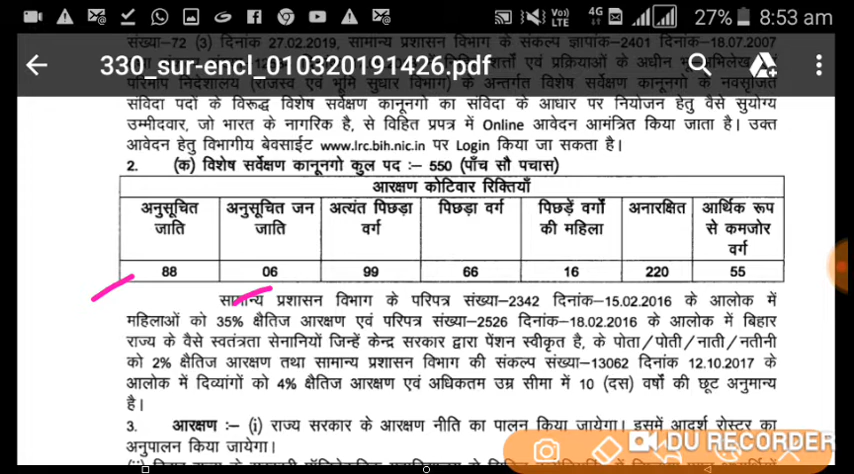 27% 8:53 am
संख्या-72 (3) दिनांक 27.02.2019, सामान्य प्रशासन विभाग के संकल्प ज्ञापांक-2401 दिनांक-18.07.2007
330_sur-encl_010320191426.pdf
परिमाप निदेशालय (राजस्व एवं भूमि सुधार विभाग) के अन्तर्गत विशेष सर्वेक्षण कानूनगो के नवसृजित
संविदा पदों के विरूद्ध विशेष सर्वेक्षण कानूनगो का संविदा के आधार पर नियोजन हेतु वैसे सुयोग्य
उम्मीदवार, जो भारत के नागरिक है, से विहित प्रपत्र में Online आवेदन आमंत्रित किया जाता है। उक्त
आवेदन हेतु विभागीय बेवसाईट www.lrc.bih.nic.in पर Login किया जा सकता है।
2. (क) विशेष सर्वेक्षण कानूनगो कुल पद :- 550 (पाँच सौ पचास)
आरक्षण कोटिवार रिक्तियाँ
अनुसूचित जाति अनुसूचित जन जाति अत्यंत पिछड़ा वर्ग पिछड़ा वर्ग पिछड़ें वर्गों की महिला अनारक्षित आर्थिक रूप से कमजोर वर्ग
88 06 99 66 16 220 55
सामान्य प्रशासन विभाग के परिपत्र संख्या-2342 दिनांक-15.02.2016 के आलोक में
महिलाओं को 35% क्षैतिज आरक्षण एवं परिपत्र संख्या-2526 दिनांक-18.02.2016 के आलोक में बिहार
राज्य के वैसे स्वतंत्रता सेनानियों जिन्हें केन्द्र सरकार द्वारा पेंशन स्वीकृत है, के पोता/पोती/नाती/नतीनी
को 2% क्षैतिज आरक्षण तथा सामान्य प्रशासन विभाग की संकल्प संख्या-13062 दिनांक 12.10.2017 के
आलोक में दिव्यांगों को 4% क्षैतिज आरक्षण एवं अधिकतम उम्र सीमा में 10 (दस) वर्षों की छूट अनुमान्य
है।
3. आरक्षण :- (i) राज्य सरकार के आरक्षण नीति का पालन किया जायेगा। इसमें आदर्श रोस्टर का
अनुपालन किया जायेगा।
DU RECORDER